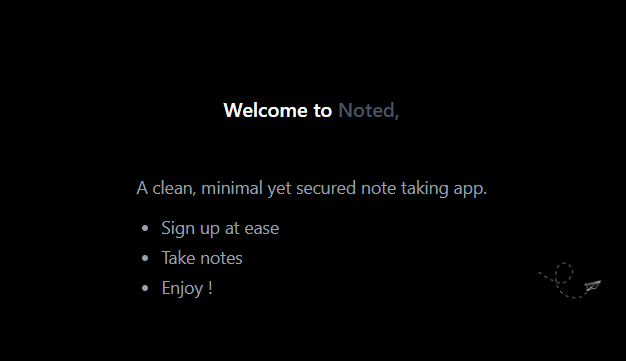 Welcome to Noted,
A clean, minimal yet secured note taking app.
• Sign up at ease
• Take notes
• Enjoy !